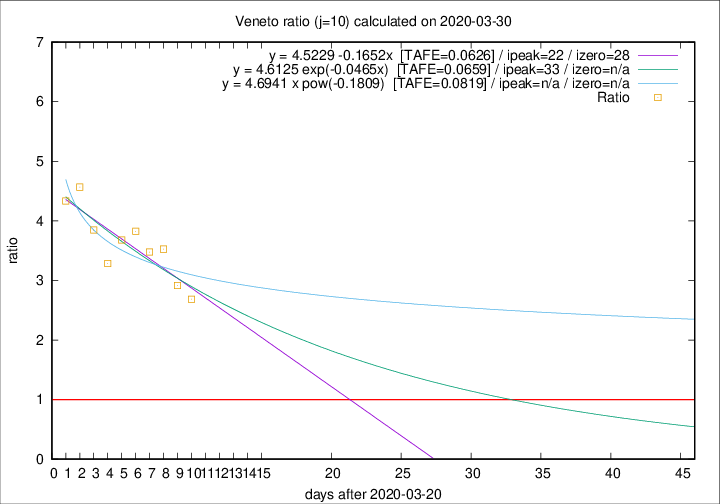 Veneto ratio (j=10) calculated on 2020-03-30
y = 4.5229 -0.1652x [TAFE=0.0626] / ipeak=22 / izero=28
y = 4.6125 exp(-0.0465x) [TAFE=0.0659] / ipeak=33 / izero=n/a
y = 4.6941 x pow(-0.1809) [TAFE=0.0819] / ipeak=n/a / izero=n/a
Ratio
7
6
5
4
3
2
1
0
ratio
0 1 2 3 4 5 6 7 8 9 10 11 12 13 14 15 20 25 30 35 40 45
days after 2020-03-20